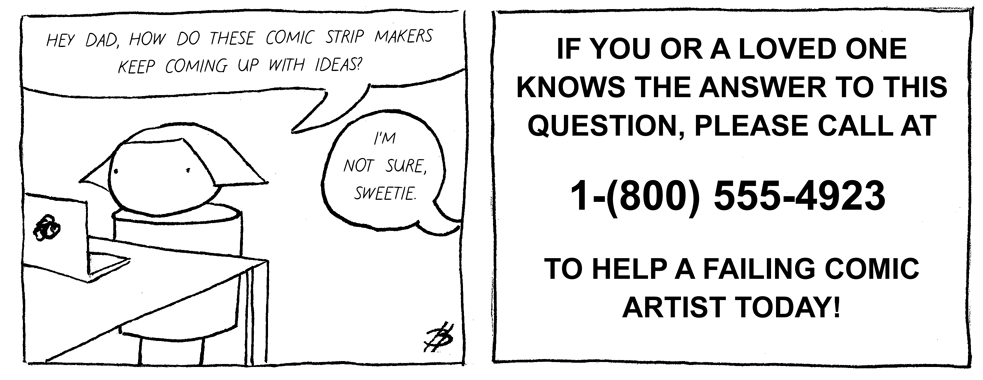 HEY DAD, HOW DO THESE COMIC STRIP MAKERS
KEEP COMING UP WITH IDEAS?
I'M
NOT SURE,
SWEETIE.
IF YOU OR A LOVED ONE
KNOWS THE ANSWER TO THIS
QUESTION, PLEASE CALL AT
1-(800) 555-4923
TO HELP A FAILING COMIC
ARTIST TODAY!